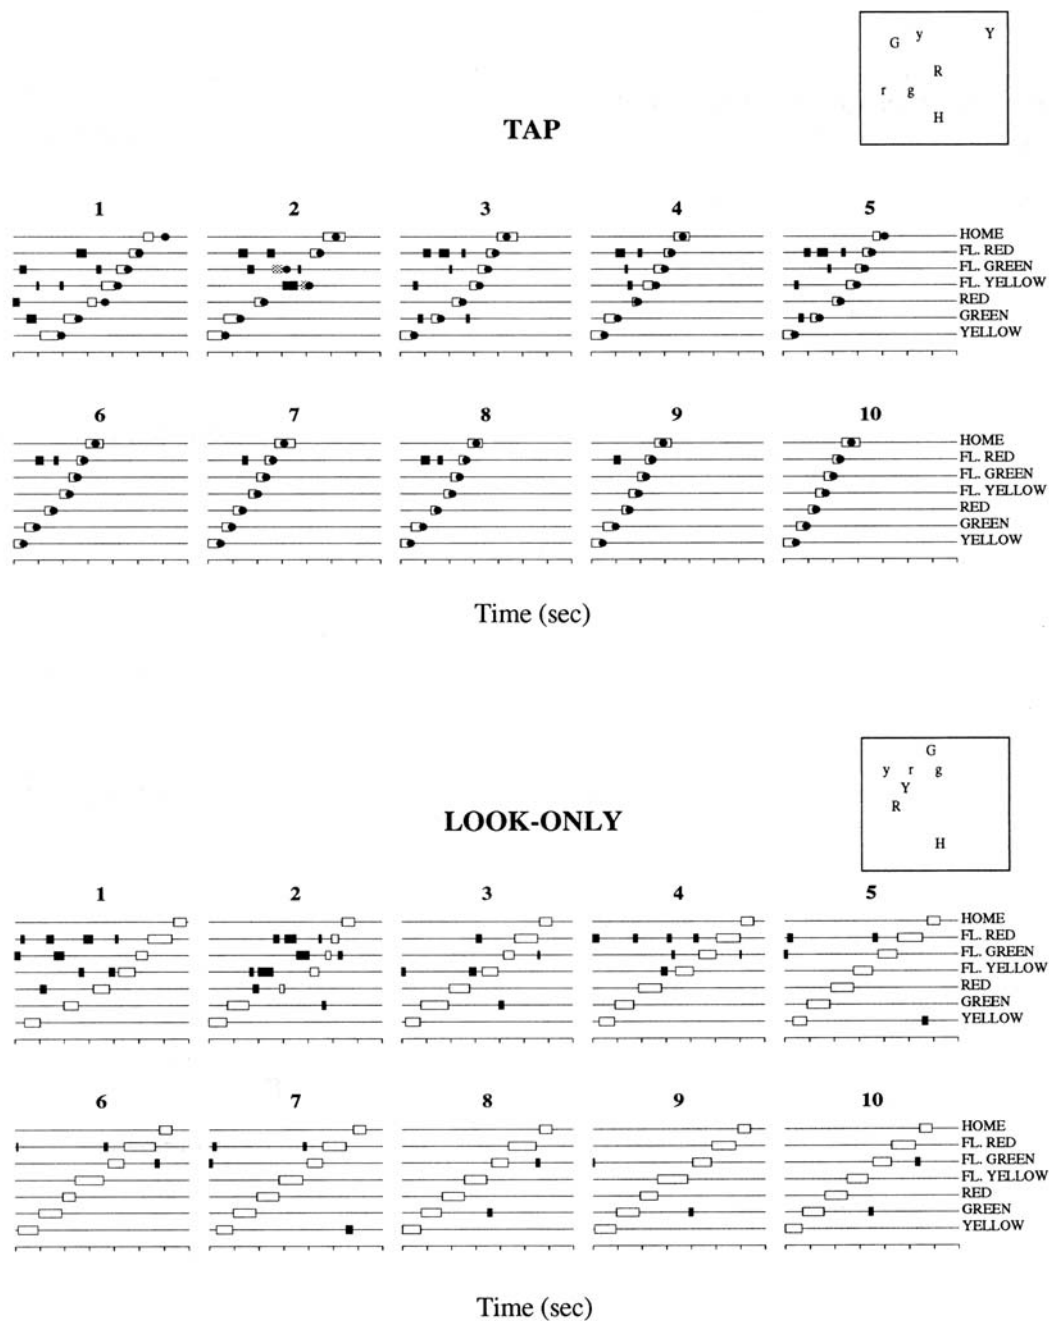 G y Y
R
r g
H
TAP
1 2 3 4 5
HOME
FL. RED
FL. GREEN
FL. YELLOW
RED
GREEN
YELLOW
6 7 8 9 10
HOME
FL. RED
FL. GREEN
FL. YELLOW
RED
GREEN
YELLOW
Time (sec)
G
y r g
Y
R
H
LOOK-ONLY
1 2 3 4 5
HOME
FL. RED
FL. GREEN
FL. YELLOW
RED
GREEN
YELLOW
6 7 8 9 10
HOME
FL. RED
FL. GREEN
FL. YELLOW
RED
GREEN
YELLOW
Time (sec)